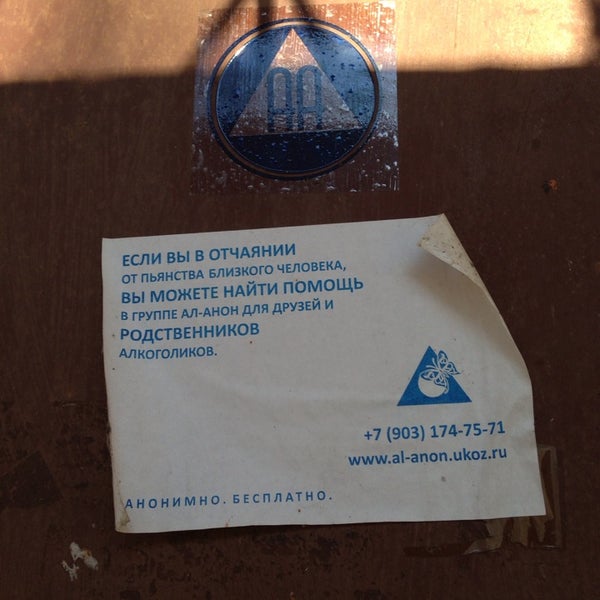 АА
ЕСЛИ ВЫ В ОТЧАЯНИИ
ОТ ПЬЯНСТВА БЛИЗКОГО ЧЕЛОВЕКА,
ВЫ МОЖЕТЕ НАЙТИ ПОМОЩЬ
В ГРУППЕ АЛ-АНОН ДЛЯ ДРУЗЕЙ И
РОДСТВЕННИКОВ
АЛКОГОЛИКОВ.
+7 (903) 174-75-71
www.al-anon.ukoz.ru
АНОНИМНО. БЕСПЛАТНО.